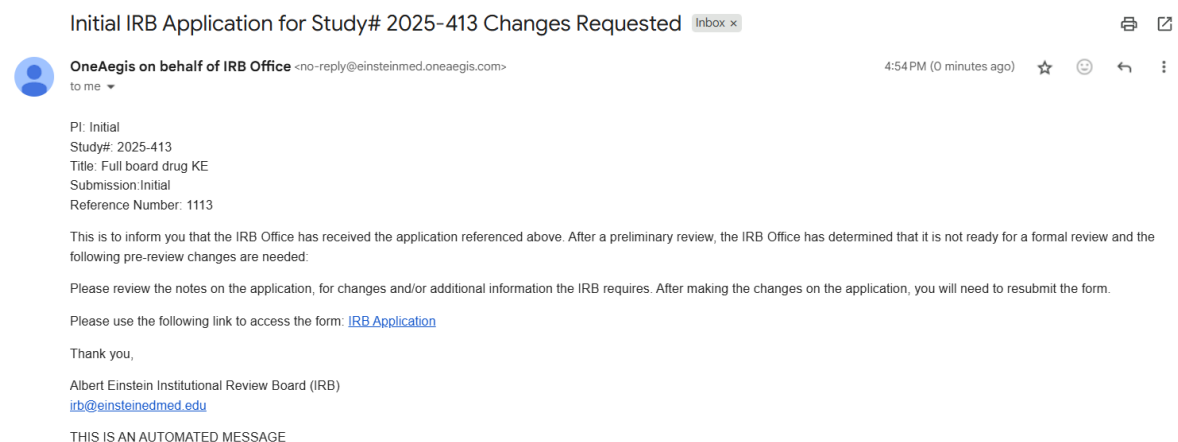 Initial IRB Application for Study# 2025-413 Changes Requested Inbox ×
OneAegis on behalf of IRB Office <no-reply@einsteinmed.oneaegis.com> 4:54 PM (0 minutes ago)
to me
PI: Initial
Study#: 2025-413
Title: Full board drug KE
Submission:Initial
Reference Number: 1113
This is to inform you that the IRB Office has received the application referenced above. After a preliminary review, the IRB Office has determined that it is not ready for a formal review and the
following pre-review changes are needed:
Please review the notes on the application, for changes and/or additional information the IRB requires. After making the changes on the application, you will need to resubmit the form.
Please use the following link to access the form: IRB Application
Thank you,
Albert Einstein Institutional Review Board (IRB)
irb@einsteinedmed.edu
THIS IS AN AUTOMATED MESSAGE